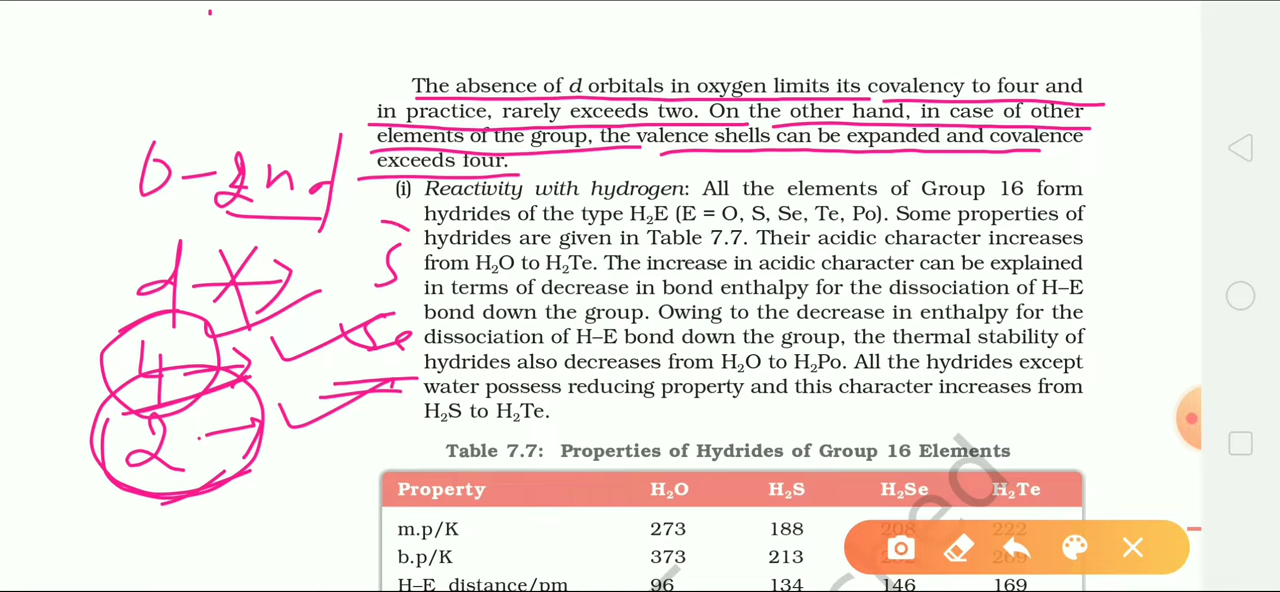 The absence of d orbitals in oxygen limits its covalency to four and
in practice, rarely exceeds two. On the other hand, in case of other
elements of the group, the valence shells can be expanded and covalence
exceeds four.
(i) Reactivity with hydrogen: All the elements of Group 16 form
hydrides of the type H₂E (E = O, S, Se, Te, Po). Some properties of
hydrides are given in Table 7.7. Their acidic character increases
from H₂O to H₂Te. The increase in acidic character can be explained
in terms of decrease in bond enthalpy for the dissociation of H–E
bond down the group. Owing to the decrease in enthalpy for the
dissociation of H–E bond down the group, the thermal stability of
hydrides also decreases from H₂O to H₂Po. All the hydrides except
water possess reducing property and this character increases from
H₂S to H₂Te.
2nd
d
S
Se
4
2
Table 7.7: Properties of Hydrides of Group 16 Elements
Property H₂O H₂S H₂Se H₂Te
m.p/K 273 188 208 222
b.p/K 373 213
H–E distance/pm 96 134 146 169